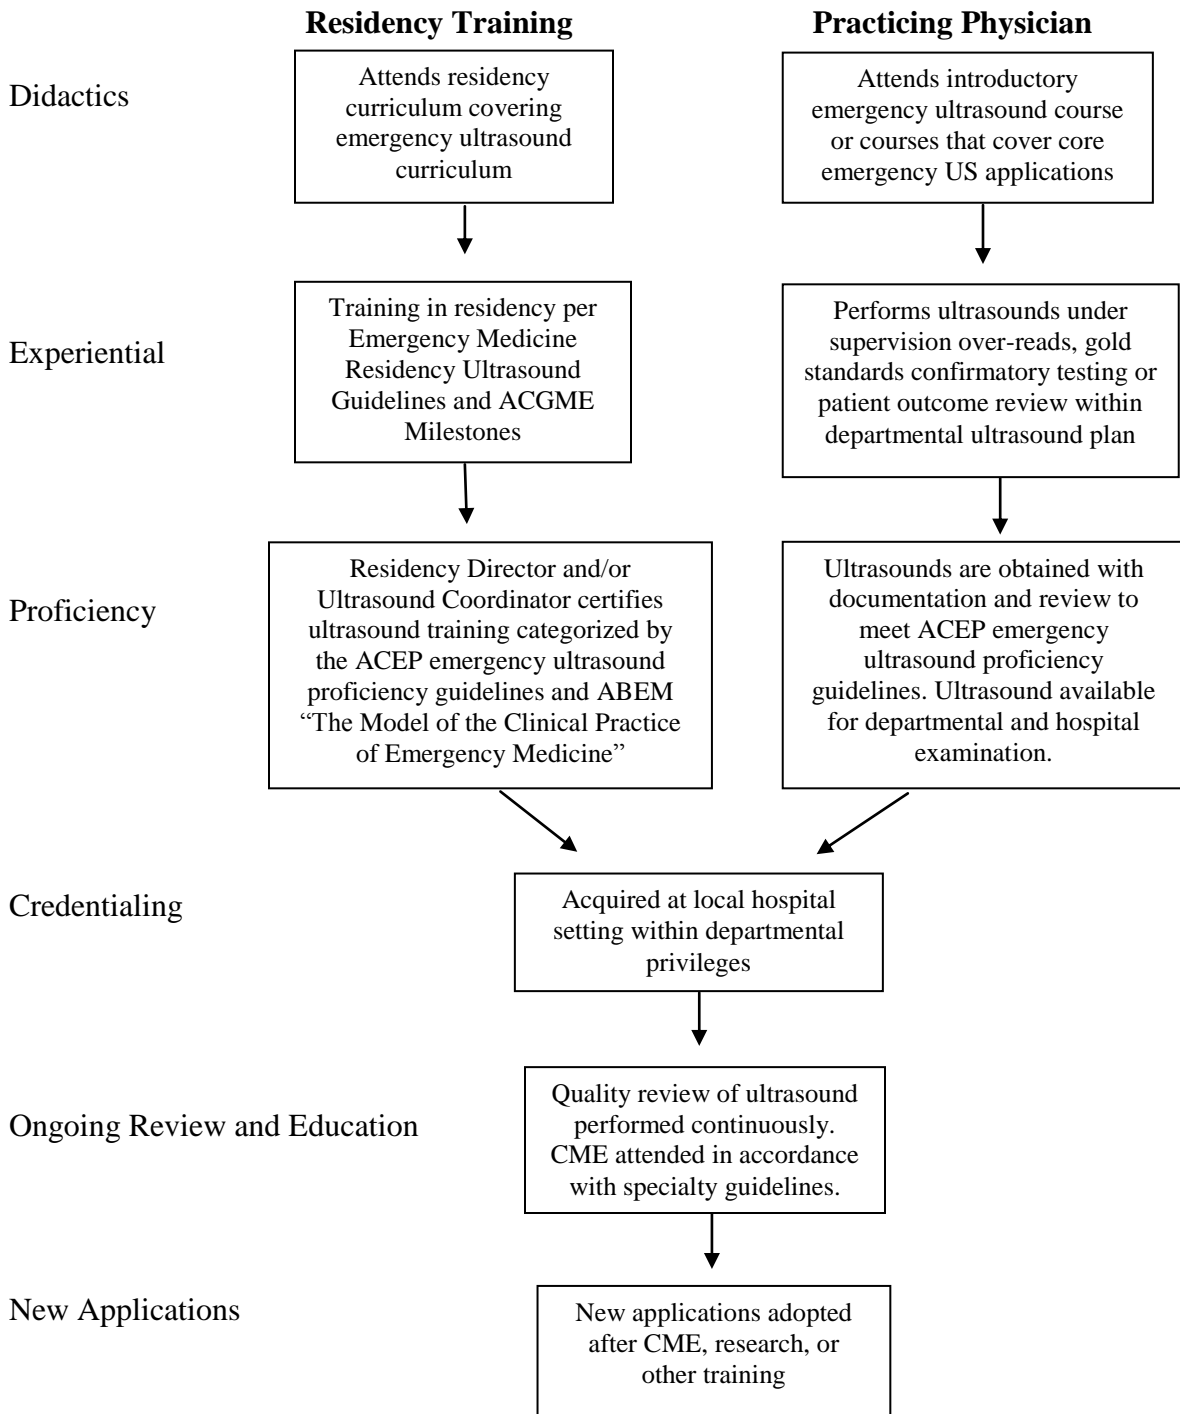 Residency Training
Practicing Physician
Didactics
Attends residency
curriculum covering
emergency ultrasound
curriculum
Attends introductory
emergency ultrasound course
or courses that cover core
emergency US applications
Experiential
Training in residency per
Emergency Medicine
Residency Ultrasound
Guidelines and ACGME
Milestones
Performs ultrasounds under
supervision over-reads, gold
standards confirmatory testing or
patient outcome review within
departmental ultrasound plan
Proficiency
Residency Director and/or
Ultrasound Coordinator certifies
ultrasound training categorized by
the ACEP emergency ultrasound
proficiency guidelines and ABEM
“The Model of the Clinical Practice
of Emergency Medicine”
Ultrasounds are obtained with
documentation and review to
meet ACEP emergency
ultrasound proficiency
guidelines. Ultrasound available
for departmental and hospital
examination.
Credentialing
Acquired at local hospital
setting within departmental
privileges
Ongoing Review and Education
Quality review of ultrasound
performed continuously.
CME attended in accordance
with specialty guidelines.
New Applications
New applications adopted
after CME, research, or
other training